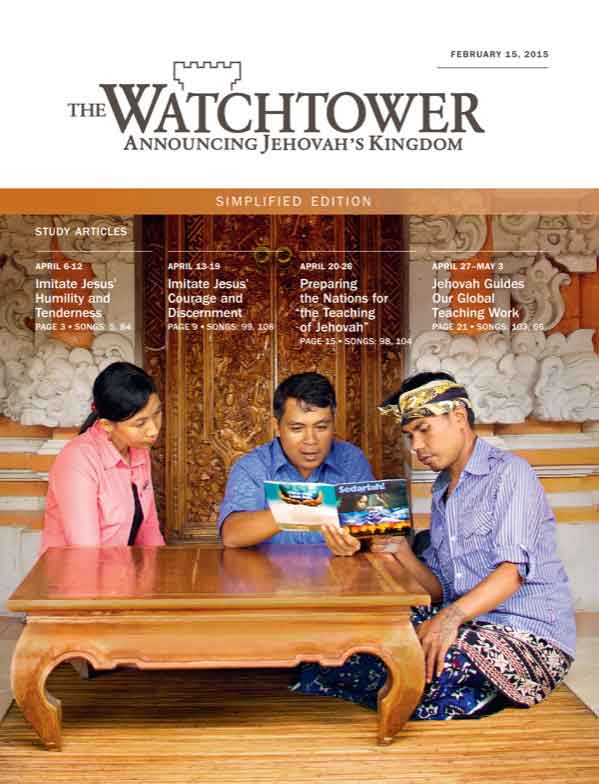 FEBRUARY 15, 2015
THE WATCHTOWER
ANNOUNCING JEHOVAH'S KINGDOM
SIMPLIFIED EDITION
STUDY ARTICLES
APRIL 6-12
Imitate Jesus'
Humility and
Tenderness
PAGE 3 • SONGS: 5, 84
APRIL 13-19
Imitate Jesus'
Courage and
Discernment
PAGE 9 • SONGS: 99, 108
APRIL 20-26
Preparing
the Nations for
"the Teaching
of Jehovah"
PAGE 15 • SONGS: 98, 104
APRIL 27–MAY 3
Jehovah Guides
Our Global
Teaching Work
PAGE 21 • SONGS: 103, 66
Sedarlah!